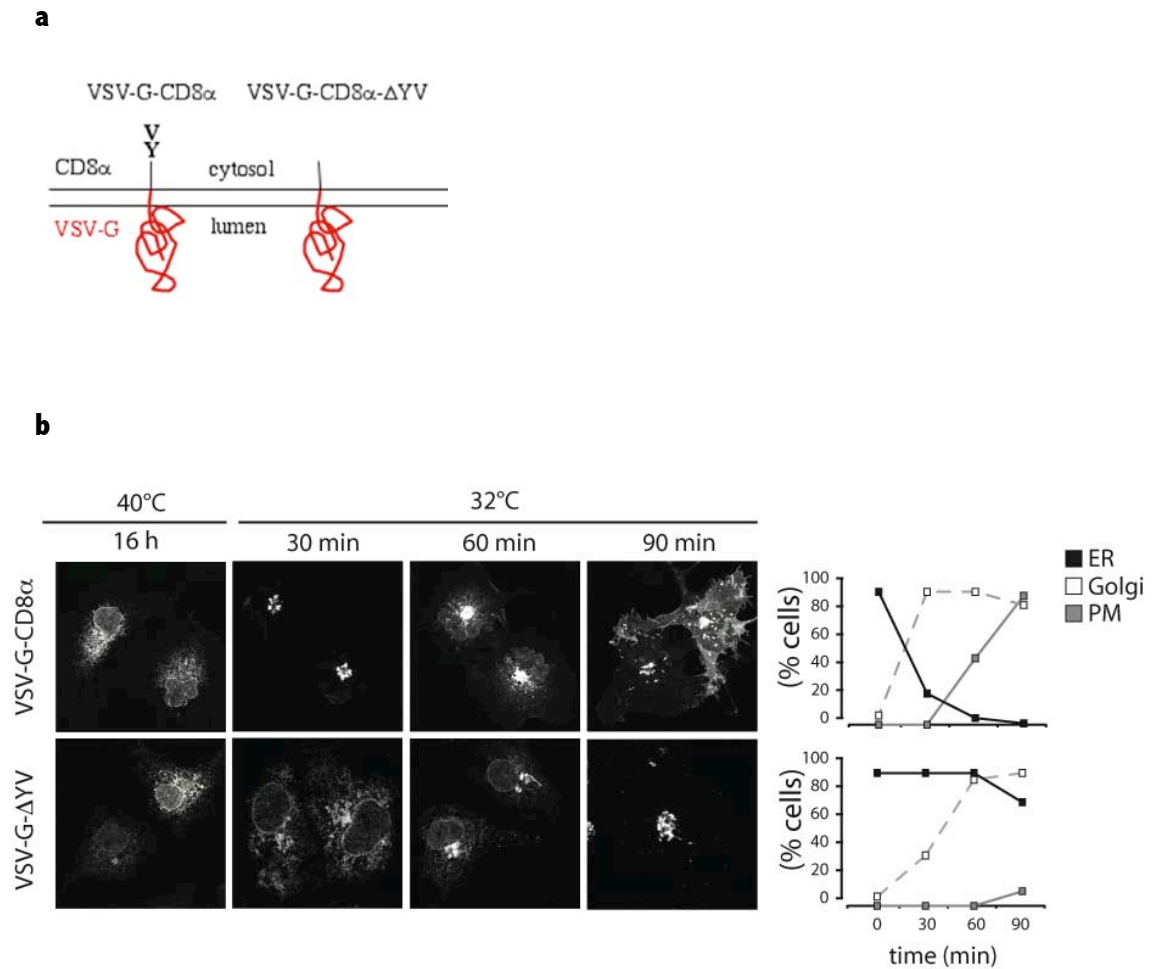 a
VSV-G-CD8α VSV-G-CD8α-ΔYV
V
Y
CD8α cytosol
VSV-G lumen
b
40°C 32°C
16 h 30 min 60 min 90 min
VSV-G-CD8α
VSV-G-ΔYV
ER
Golgi
PM
(% cells)
100
80
60
40
20
0
(% cells)
100
80
60
40
20
0
0 30 60 90
time (min)